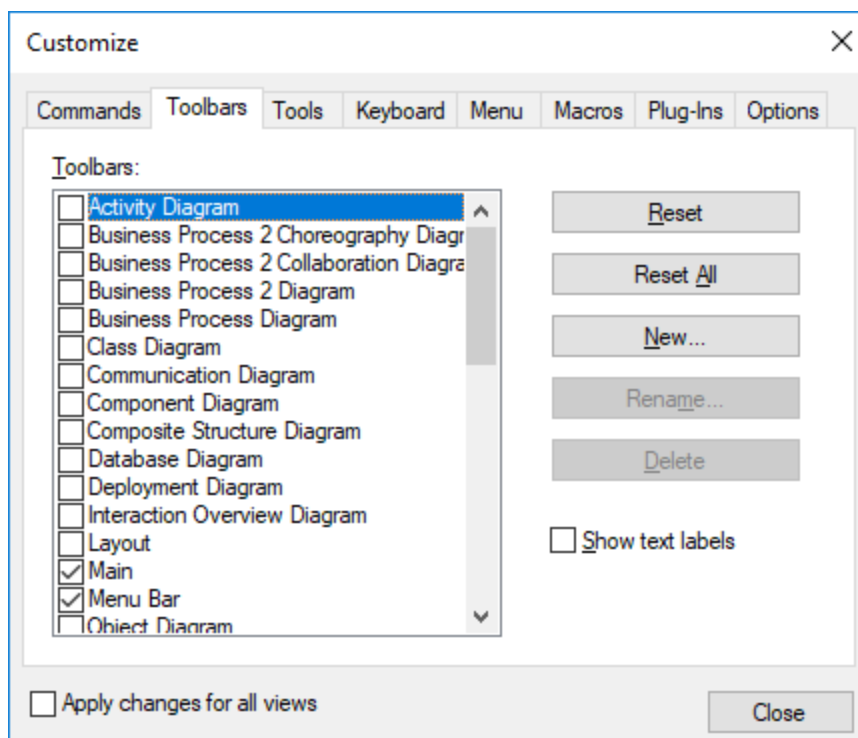 Customize
Commands Toolbars Tools Keyboard Menu Macros Plug-Ins Options
Toolbars:
Activity Diagram
Business Process 2 Choreography Diagr
Business Process 2 Collaboration Diagra
Business Process 2 Diagram
Business Process Diagram
Class Diagram
Communication Diagram
Component Diagram
Composite Structure Diagram
Database Diagram
Deployment Diagram
Interaction Overview Diagram
Layout
Main
Menu Bar
Object Diagram
Reset
Reset All
New...
Rename...
Delete
Show text labels
Apply changes for all views
Close